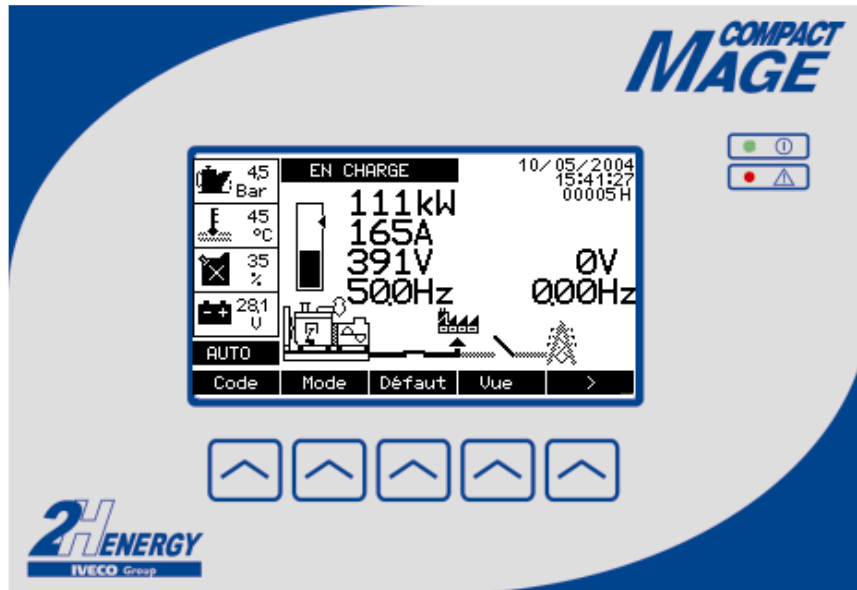 COMPACT
MAGE
4,5
Bar
EN CHARGE
10/05/2004
15:41:27
00005H
45
°C
111kW
165A
35
%
391V
0V
28,1
V
50,0Hz
0,00Hz
AUTO
Code Mode Défaut Vue >
2H ENERGY
IVECO Group